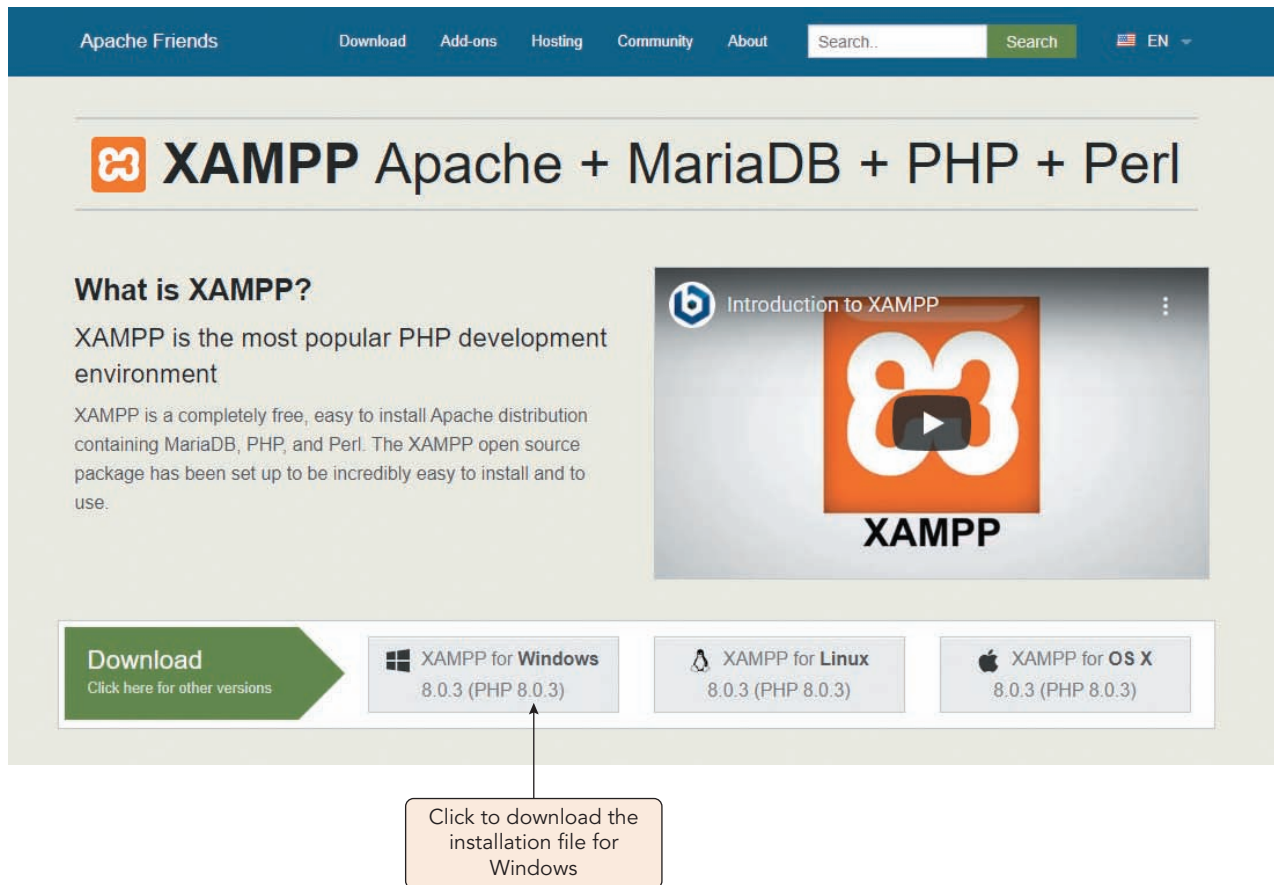 Apache Friends Download Add-ons Hosting Community About Search.. Search EN
XAMPP Apache + MariaDB + PHP + Perl
What is XAMPP?
XAMPP is the most popular PHP development
environment
XAMPP is a completely free, easy to install Apache distribution
containing MariaDB, PHP, and Perl. The XAMPP open source
package has been set up to be incredibly easy to install and to
use.
Introduction to XAMPP
XAMPP
Download
Click here for other versions
XAMPP for Windows
8.0.3 (PHP 8.0.3)
XAMPP for Linux
8.0.3 (PHP 8.0.3)
XAMPP for OS X
8.0.3 (PHP 8.0.3)
Click to download the
installation file for
Windows